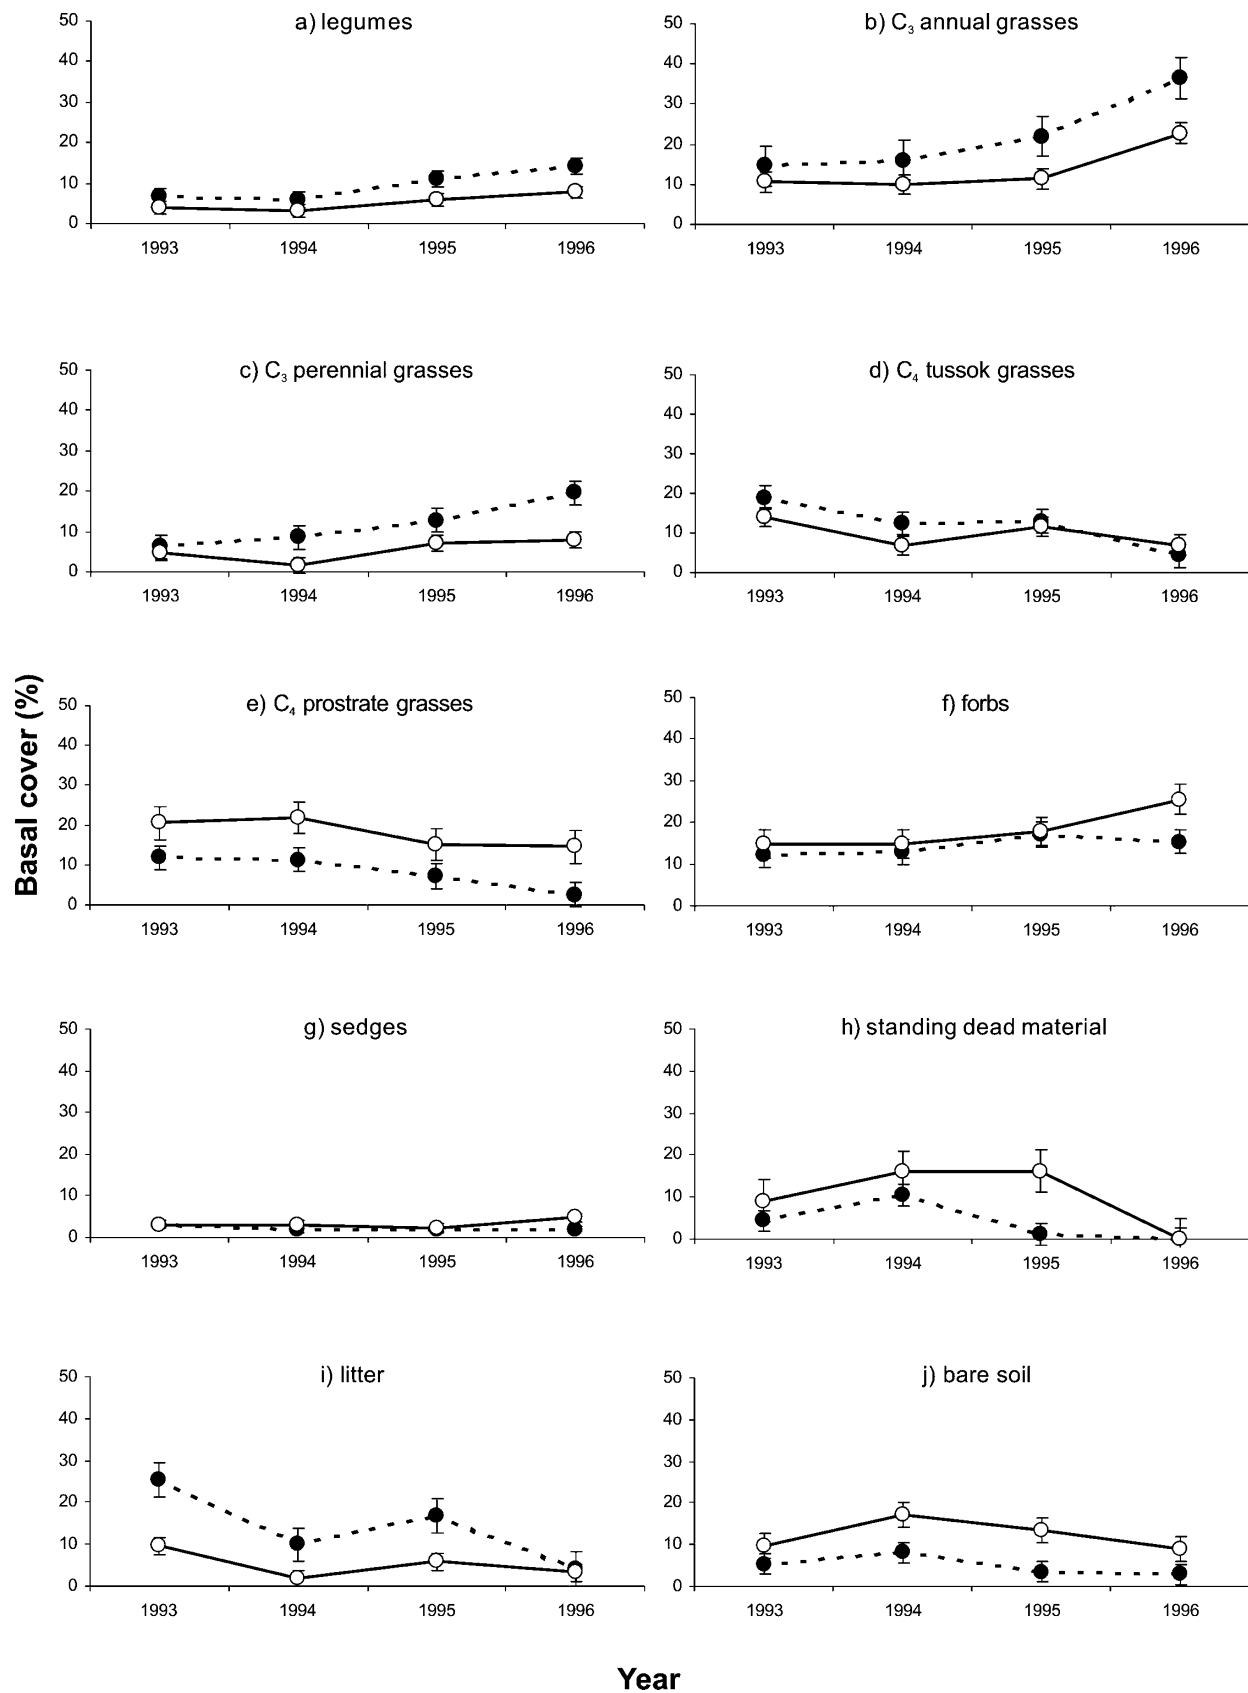 a) legumes
50
40
30
20
10
0
1993 1994 1995 1996
b) C₃ annual grasses
50
40
30
20
10
0
1993 1994 1995 1996
c) C₃ perennial grasses
50
40
30
20
10
0
1993 1994 1995 1996
d) C₄ tussok grasses
50
40
30
20
10
0
1993 1994 1995 1996
Basal cover (%)
e) C₄ prostrate grasses
50
40
30
20
10
0
1993 1994 1995 1996
f) forbs
50
40
30
20
10
0
1993 1994 1995 1996
g) sedges
50
40
30
20
10
0
1993 1994 1995 1996
h) standing dead material
50
40
30
20
10
0
1993 1994 1995 1996
i) litter
50
40
30
20
10
0
1993 1994 1995 1996
j) bare soil
50
40
30
20
10
0
1993 1994 1995 1996
Year